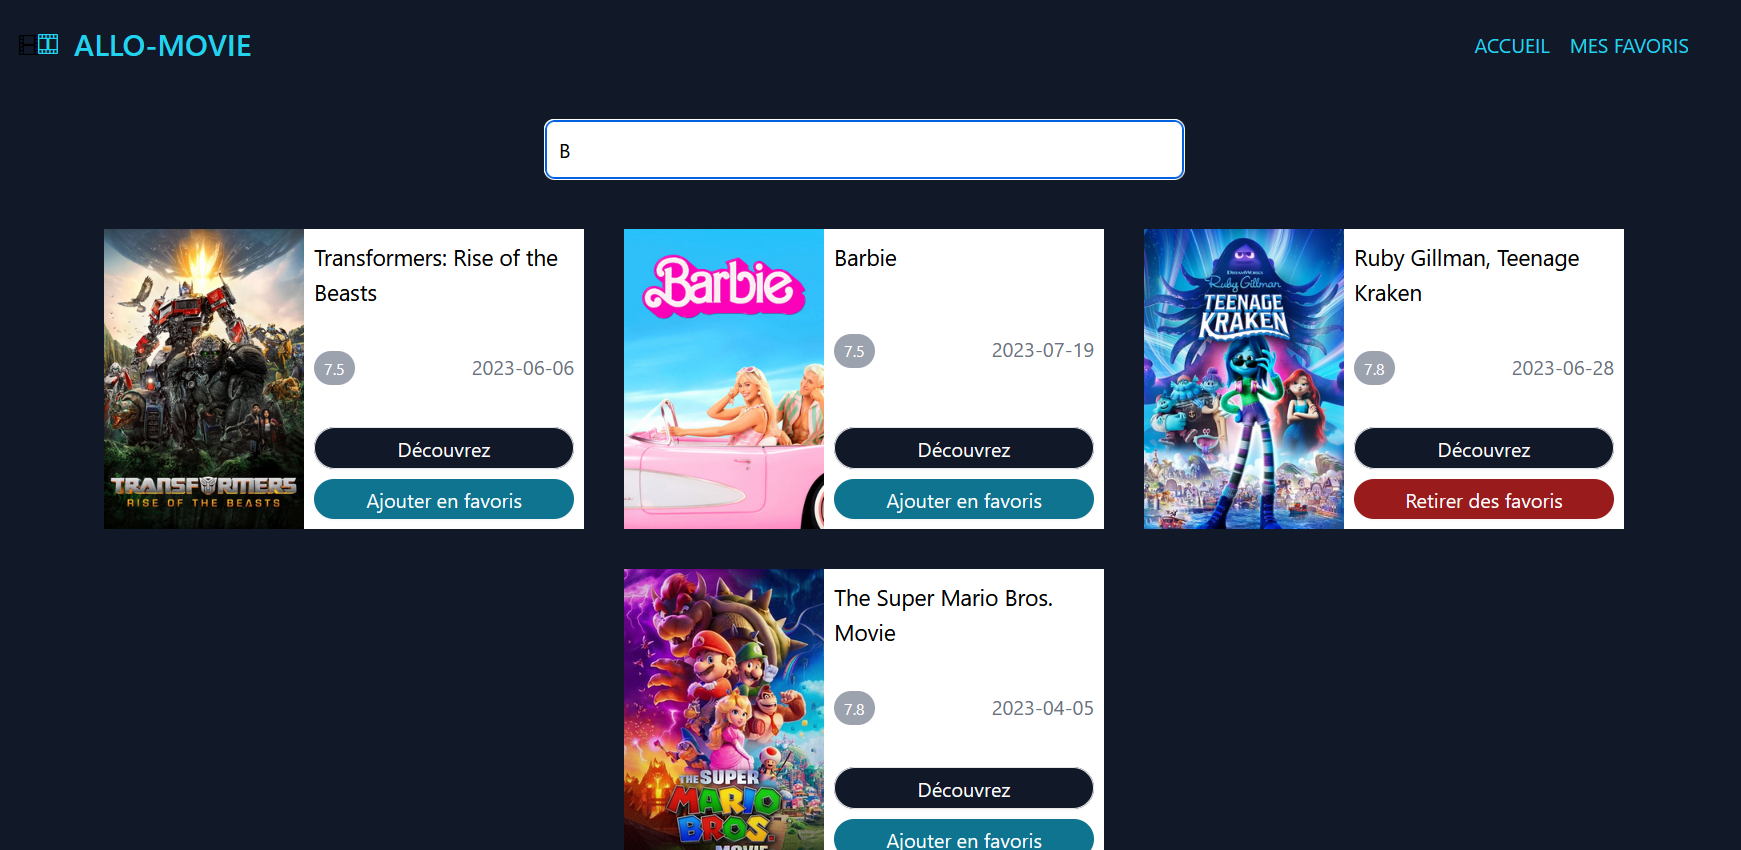 ALLO-MOVIE
ACCUEIL MES FAVORIS
B
TRANSFORMERS
RISE OF THE BEASTS
Transformers: Rise of the
Beasts
7.5 2023-06-06
Découvrez
Ajouter en favoris
Barbie
Barbie
7.5 2023-07-19
Découvrez
Ajouter en favoris
DREAMWORKS
Ruby Gillman
TEENAGE
KRAKEN
Ruby Gillman, Teenage
Kraken
7.8 2023-06-28
Découvrez
Retirer des favoris
THE SUPER
MARIO
BROS.
MOVIE
The Super Mario Bros.
Movie
7.8 2023-04-05
Découvrez
Ajouter en favoris